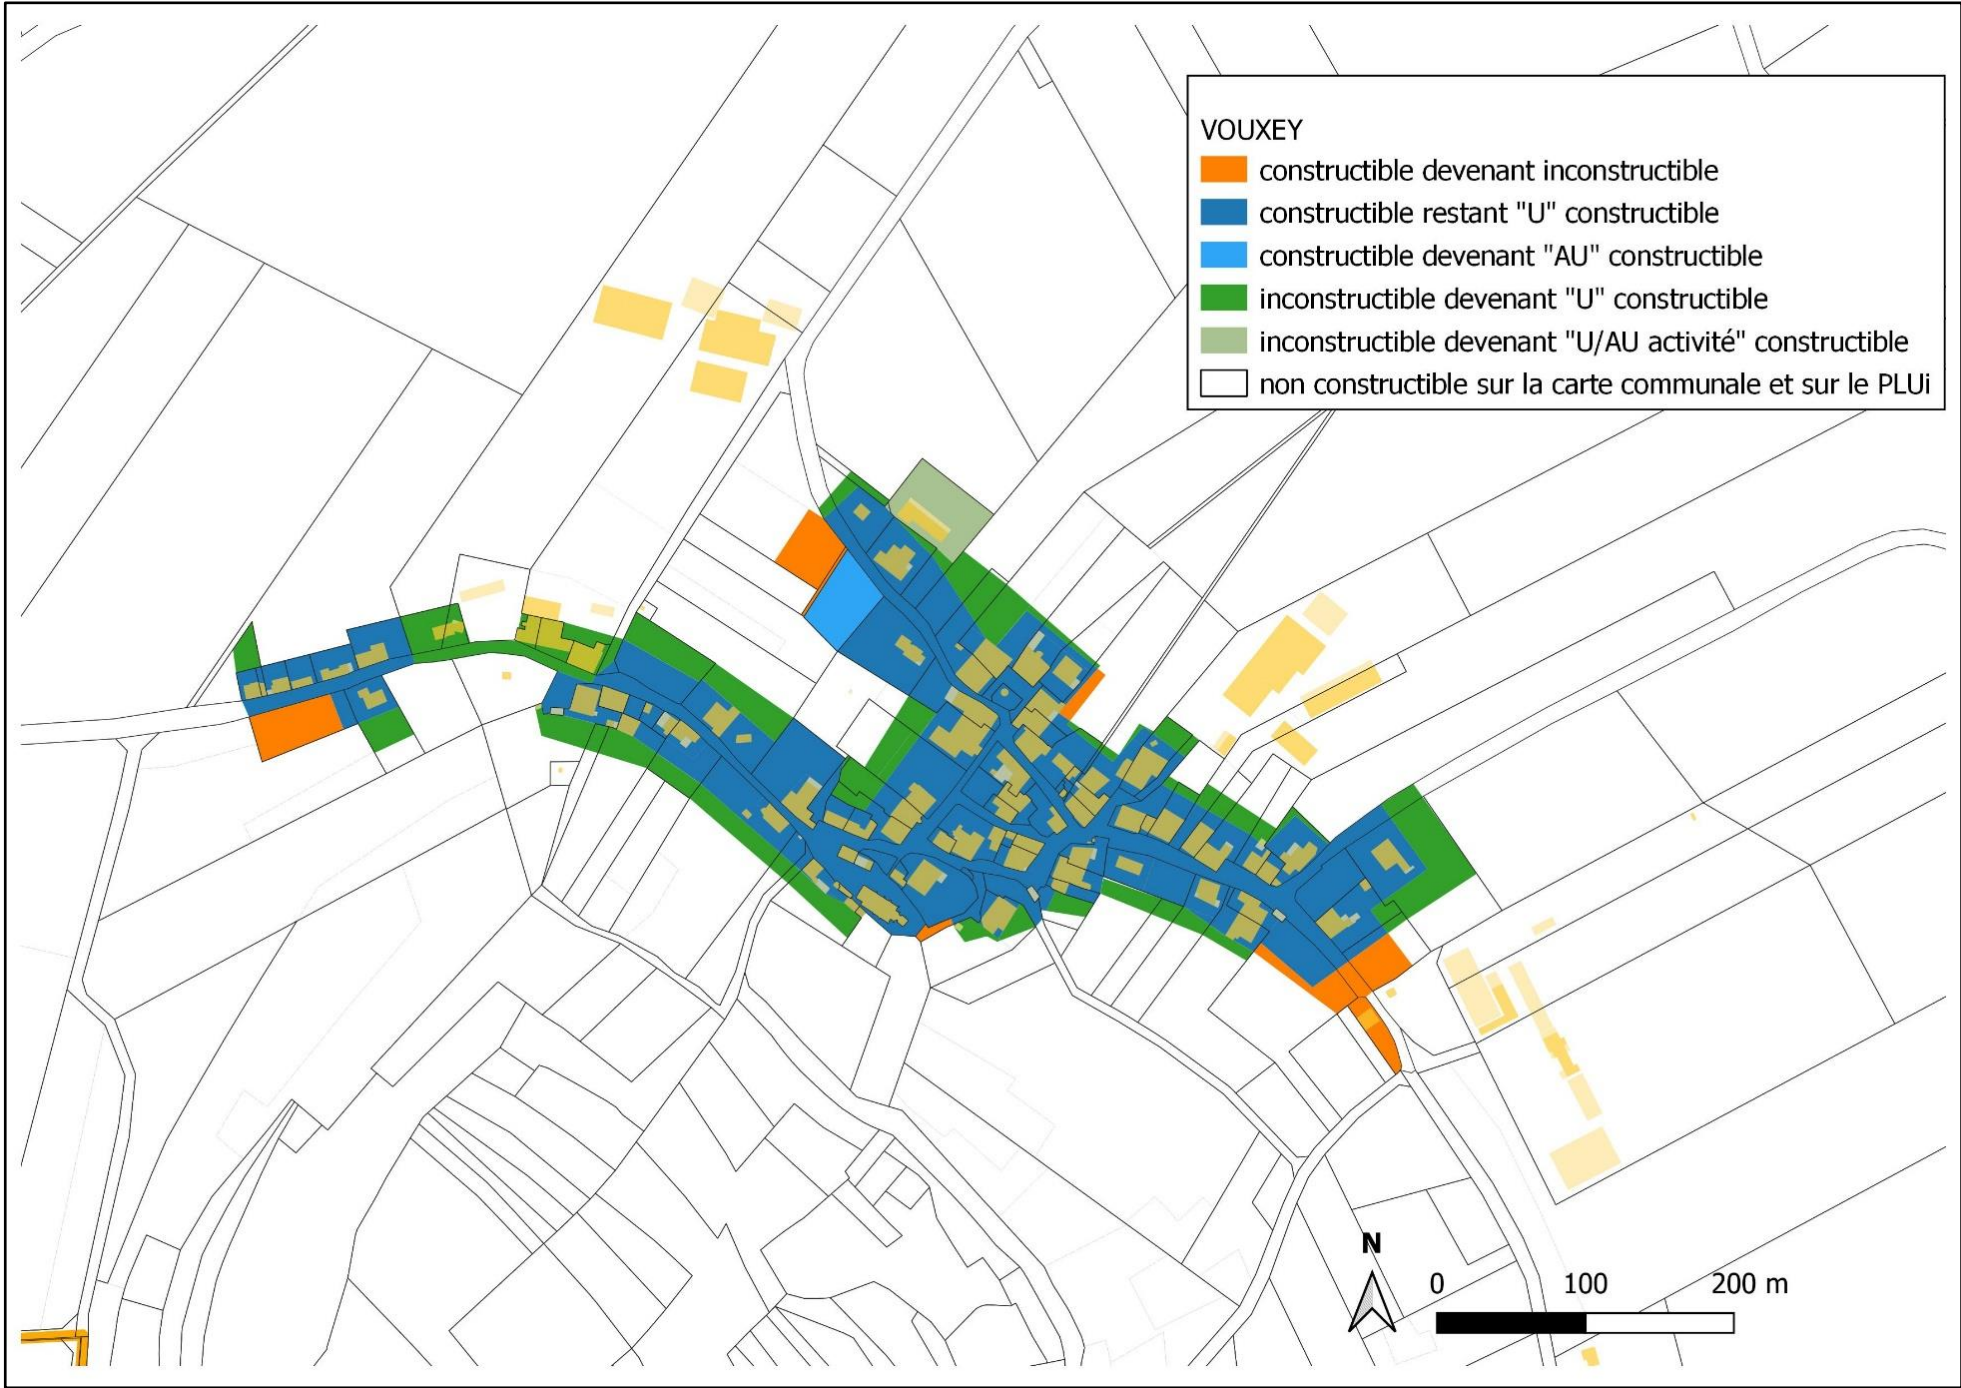 VOUXEY
constructible devenant inconstructible
constructible restant "U" constructible
constructible devenant "AU" constructible
inconstructible devenant "U" constructible
inconstructible devenant "U/AU activité" constructible
non constructible sur la carte communale et sur le PLUi
N
0 100 200 m